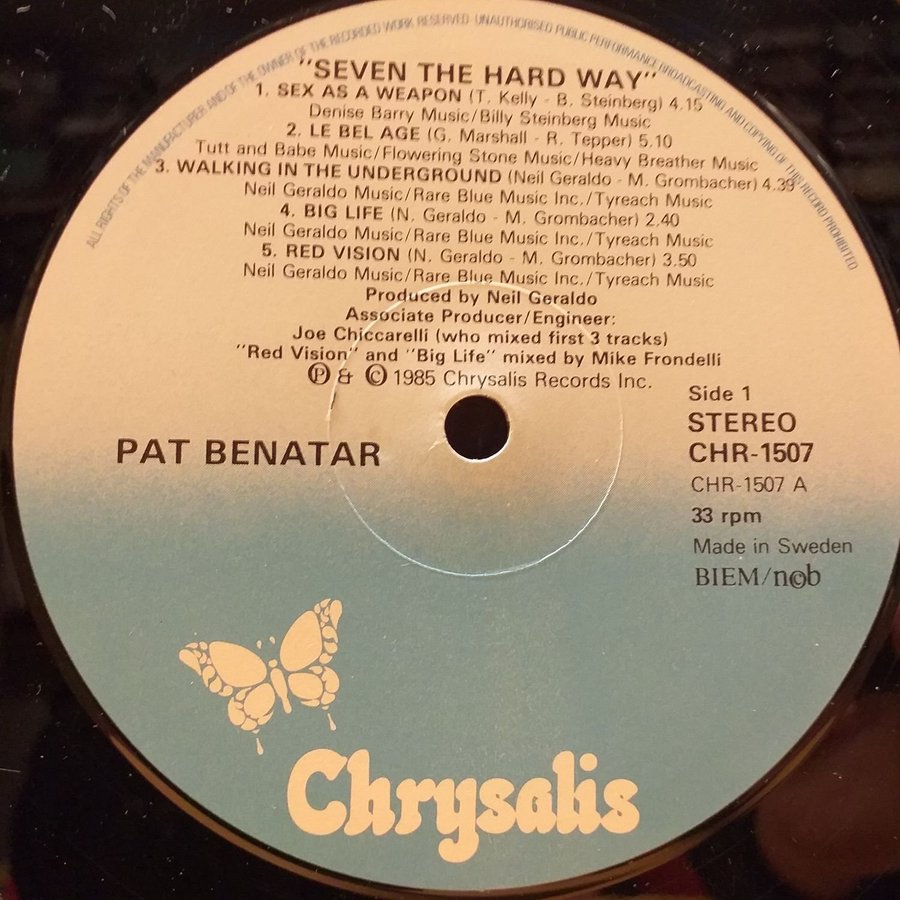 ALL RIGHTS OF THE MANUFACTURER AND OF THE OWNER OF THE RECORDED WORK RESERVED · UNAUTHORISED PUBLIC PERFORMANCE BROADCASTING AND COPYING OF THIS RECORD PROHIBITED
"SEVEN THE HARD WAY"
1. SEX AS A WEAPON (T. Kelly - B. Steinberg) 4.15
Denise Barry Music/Billy Steinberg Music
2. LE BEL AGE (G. Marshall - R. Tepper) 5.10
Tutt and Babe Music/Flowering Stone Music/Heavy Breather Music
3. WALKING IN THE UNDERGROUND (Neil Geraldo - M. Grombacher) 4.39
Neil Geraldo Music/Rare Blue Music Inc./Tyreach Music
4. BIG LIFE (N. Geraldo - M. Grombacher) 2.40
Neil Geraldo Music/Rare Blue Music Inc./Tyreach Music
5. RED VISION (N. Geraldo - M. Grombacher) 3.50
Neil Geraldo Music/Rare Blue Music Inc./Tyreach Music
Produced by Neil Geraldo
Associate Producer/Engineer:
Joe Chiccarelli (who mixed first 3 tracks)
"Red Vision" and "Big Life" mixed by Mike Frondelli
Ⓟ & © 1985 Chrysalis Records Inc.
PAT BENATAR
Side 1
STEREO
CHR-1507
CHR-1507 A
33 rpm
Made in Sweden
BIEM/n©b
Chrysalis